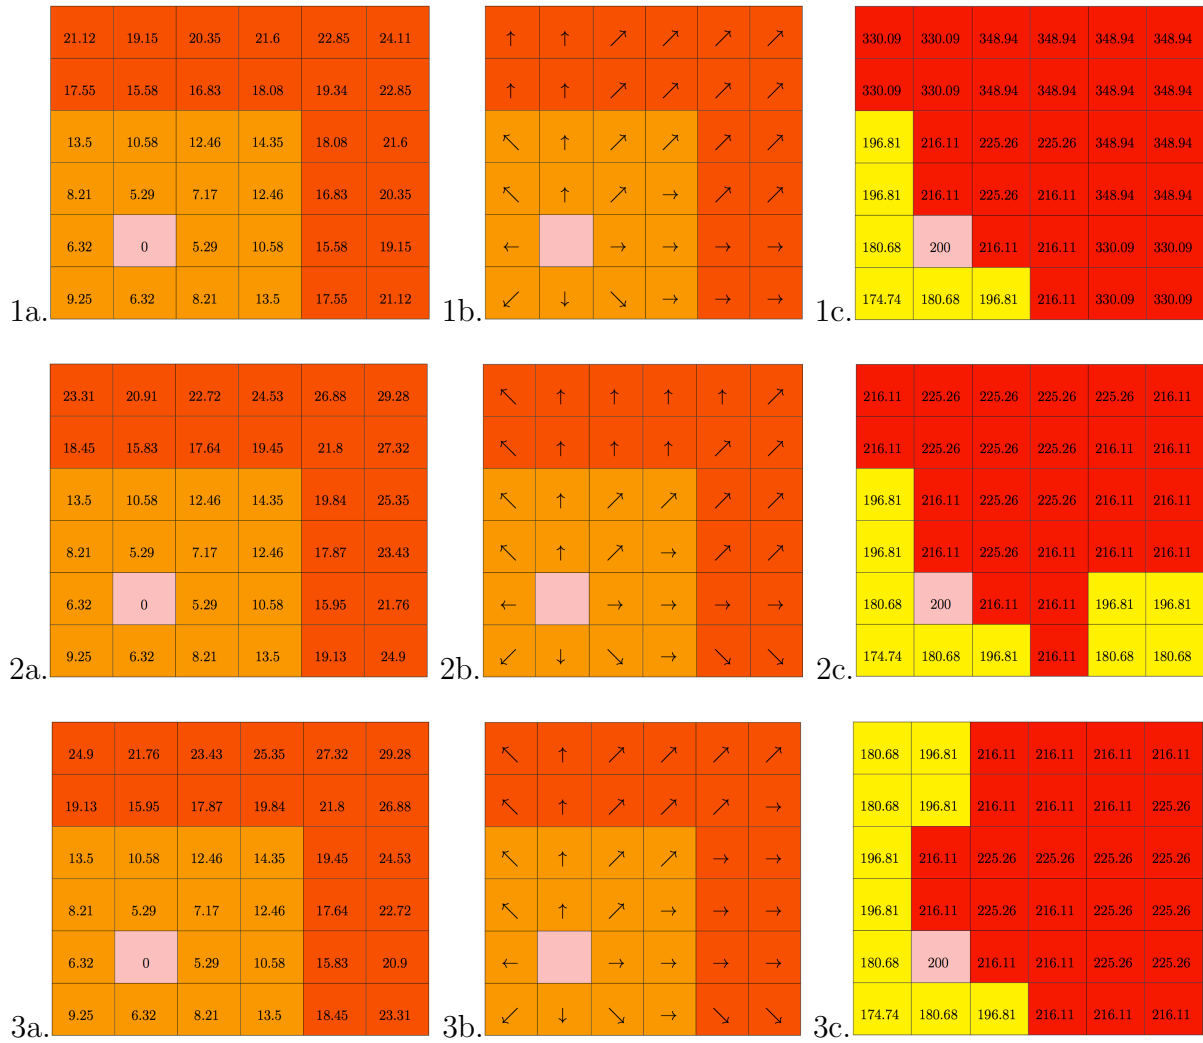 21.12 19.15 20.35 21.6 22.85 24.11 ↑ ↑ ↗ ↗ ↗ ↗ 330.09 330.09 348.94 348.94 348.94 348.94
17.55 15.58 16.83 18.08 19.34 22.85 ↑ ↑ ↗ ↗ ↗ ↗ 330.09 330.09 348.94 348.94 348.94 348.94
13.5 10.58 12.46 14.35 18.08 21.6 ↖ ↑ ↗ ↗ ↗ ↗ 196.81 216.11 225.26 225.26 348.94 348.94
8.21 5.29 7.17 12.46 16.83 20.35 ↖ ↑ ↗ → ↗ ↗ 196.81 216.11 225.26 216.11 348.94 348.94
6.32 0 5.29 10.58 15.58 19.15 ← → → → → 180.68 200 216.11 216.11 330.09 330.09
1a. 9.25 6.32 8.21 13.5 17.55 21.12 1b. ↙ ↓ ↘ → → → 1c. 174.74 180.68 196.81 216.11 330.09 330.09
23.31 20.91 22.72 24.53 26.88 29.28 ↖ ↑ ↑ ↑ ↑ ↗ 216.11 225.26 225.26 225.26 225.26 216.11
18.45 15.83 17.64 19.45 21.8 27.32 ↖ ↑ ↑ ↑ ↗ ↗ 216.11 225.26 225.26 225.26 216.11 216.11
13.5 10.58 12.46 14.35 19.84 25.35 ↖ ↑ ↗ ↗ ↗ ↗ 196.81 216.11 225.26 225.26 216.11 216.11
8.21 5.29 7.17 12.46 17.87 23.43 ↖ ↑ ↗ → ↗ ↗ 196.81 216.11 225.26 216.11 216.11 216.11
6.32 0 5.29 10.58 15.95 21.76 ← → → → → 180.68 200 216.11 216.11 196.81 196.81
2a. 9.25 6.32 8.21 13.5 19.13 24.9 2b. ↙ ↓ ↘ → ↘ ↘ 2c. 174.74 180.68 196.81 216.11 180.68 180.68
24.9 21.76 23.43 25.35 27.32 29.28 ↖ ↑ ↗ ↗ ↗ ↗ 180.68 196.81 216.11 216.11 216.11 216.11
19.13 15.95 17.87 19.84 21.8 26.88 ↖ ↑ ↗ ↗ ↗ → 180.68 196.81 216.11 216.11 216.11 225.26
13.5 10.58 12.46 14.35 19.45 24.53 ↖ ↑ ↗ ↗ → → 196.81 216.11 225.26 225.26 225.26 225.26
8.21 5.29 7.17 12.46 17.64 22.72 ↖ ↑ ↗ → → → 196.81 216.11 225.26 216.11 225.26 225.26
6.32 0 5.29 10.58 15.83 20.9 ← → → → → 180.68 200 216.11 216.11 225.26 225.26
3a. 9.25 6.32 8.21 13.5 18.45 23.31 3b. ↙ ↓ ↘ → ↘ ↘ 3c. 174.74 180.68 196.81 216.11 216.11 216.11